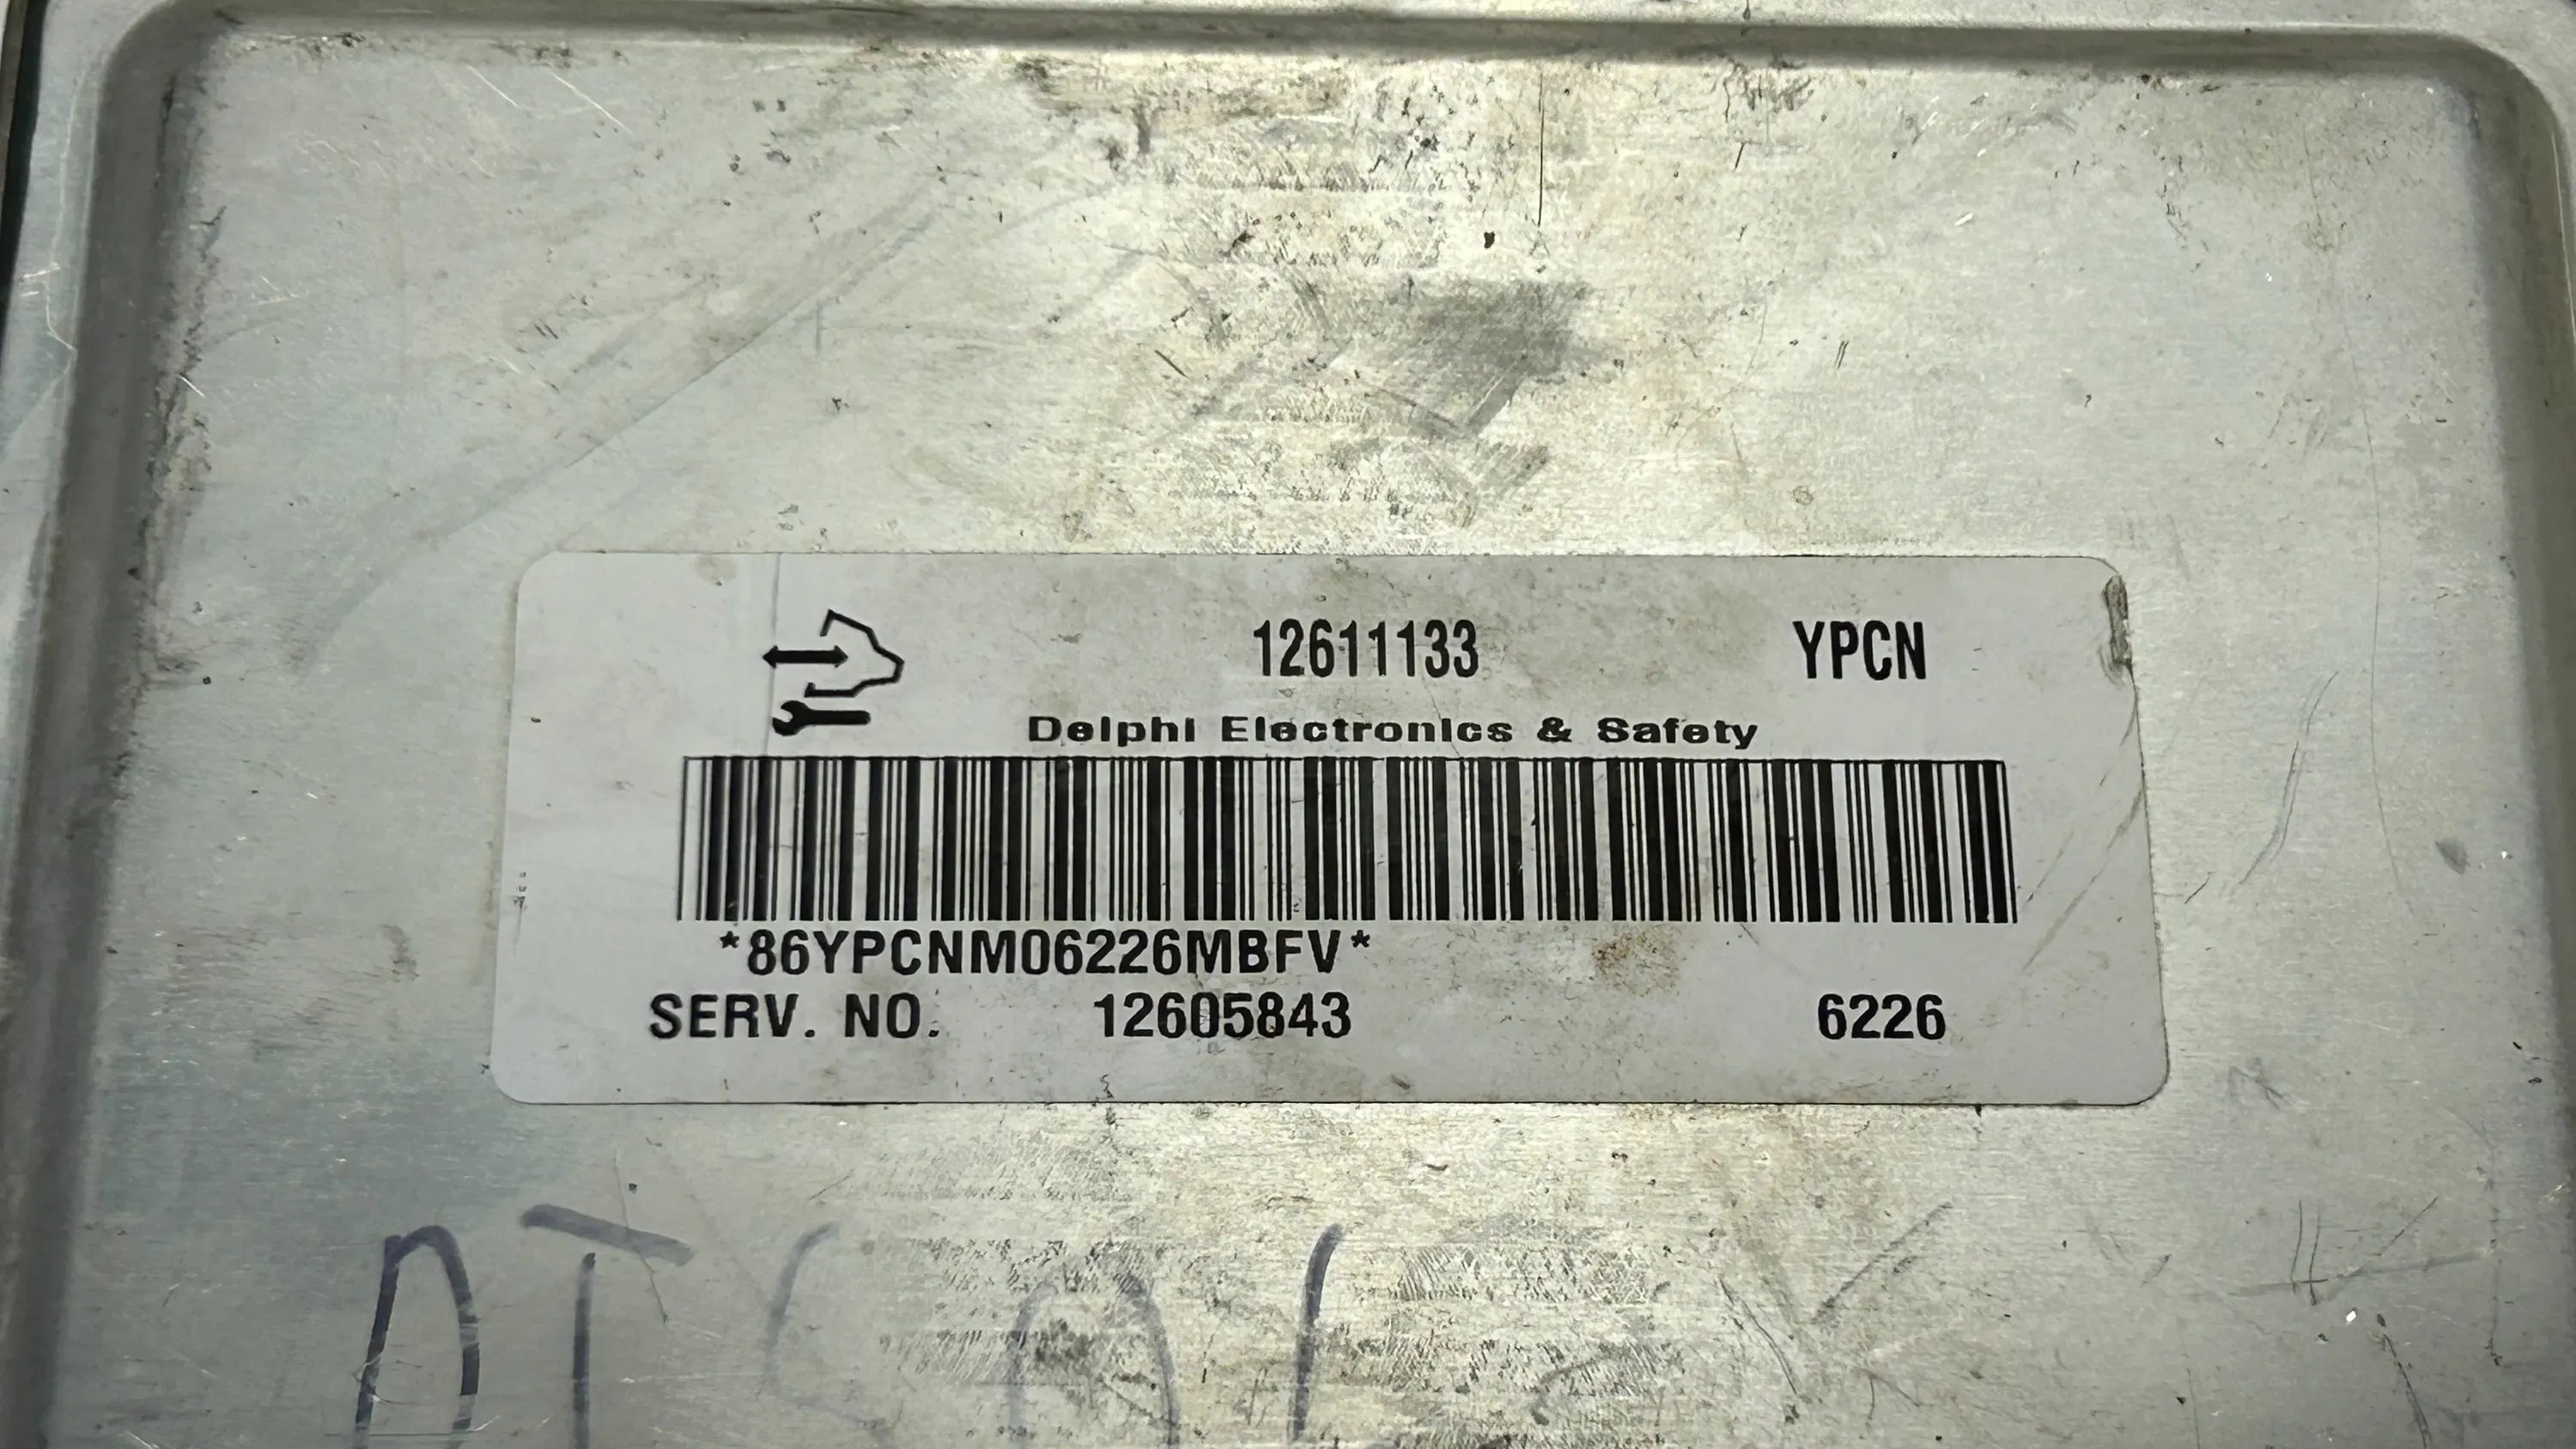 12611133 YPCN
Delphi Electronics & Safety
*86YPCNM06226MBFV*
SERV. NO. 12605843 6226